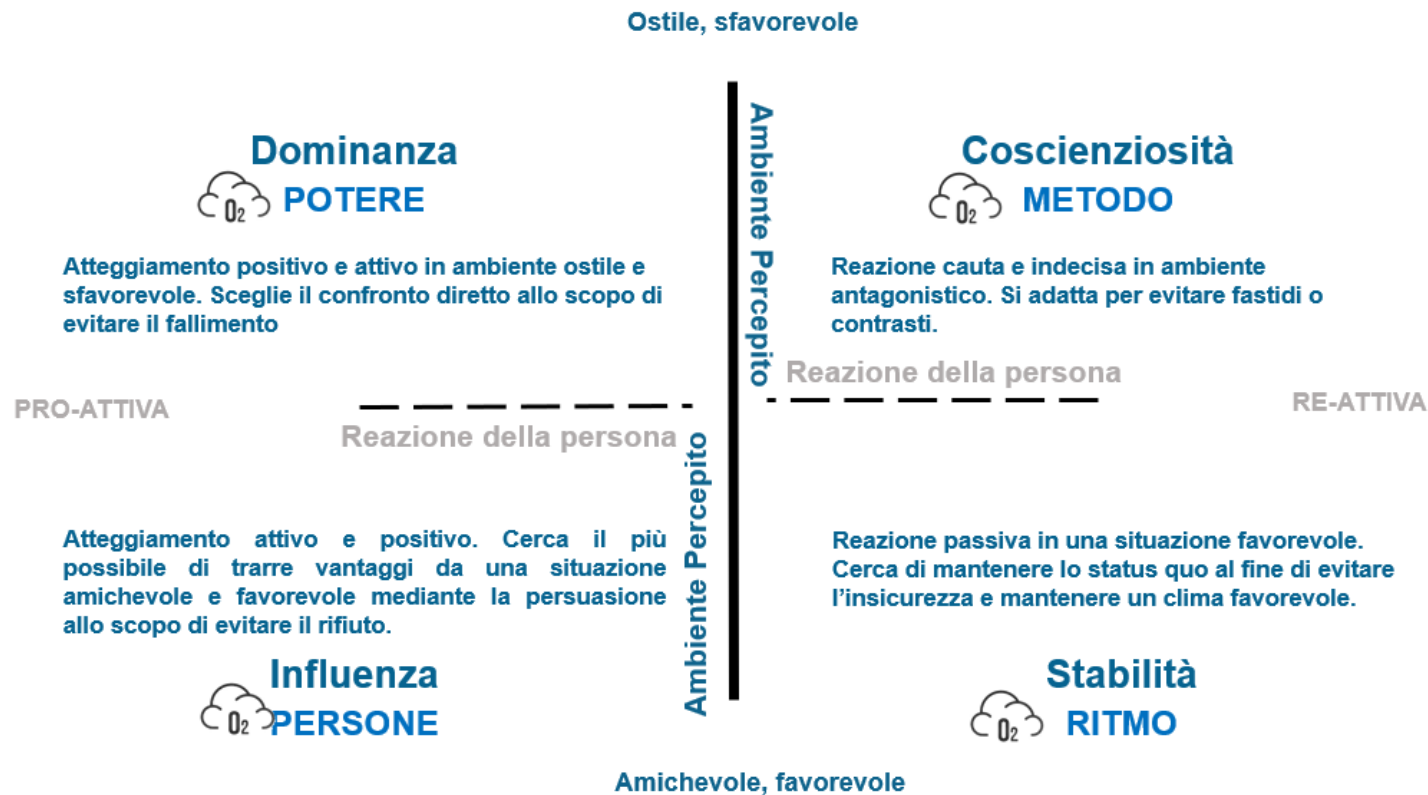 Ostile, sfavorevole
Dominanza
O2 POTERE
Atteggiamento positivo e attivo in ambiente ostile e
sfavorevole. Sceglie il confronto diretto allo scopo di
evitare il fallimento
Ambiente Percepito
Coscienziosità
O2 METODO
Reazione cauta e indecisa in ambiente
antagonistico. Si adatta per evitare fastidi o
contrasti.
PRO-ATTIVA
Reazione della persona
Reazione della persona
RE-ATTIVA
Atteggiamento attivo e positivo. Cerca il più
possibile di trarre vantaggi da una situazione
amichevole e favorevole mediante la persuasione
allo scopo di evitare il rifiuto.
Influenza
O2 PERSONE
Ambiente Percepito
Reazione passiva in una situazione favorevole.
Cerca di mantenere lo status quo al fine di evitare
l’insicurezza e mantenere un clima favorevole.
Stabilità
O2 RITMO
Amichevole, favorevole